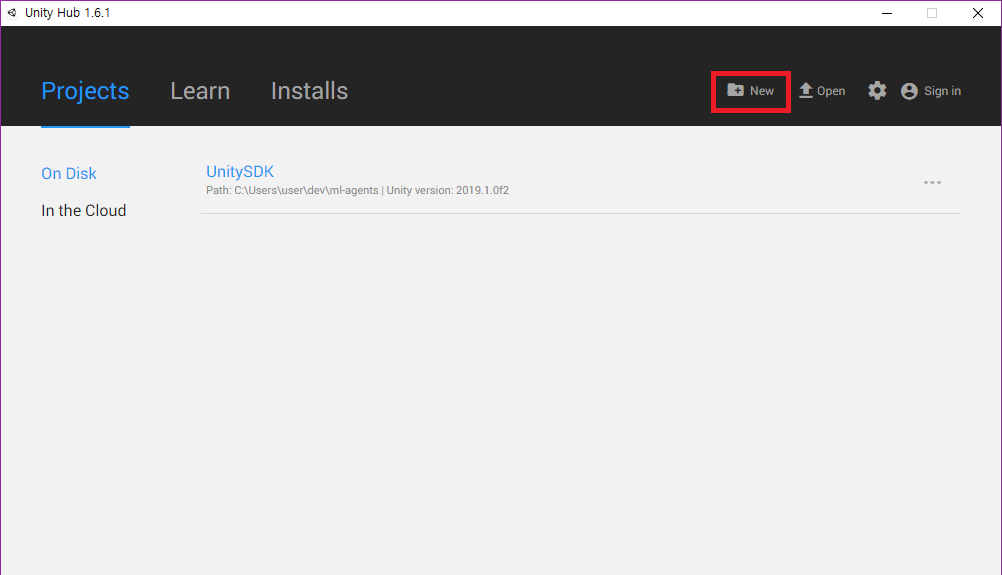 Unity Hub 1.6.1
Projects Learn Installs New Open Sign in
On Disk
In the Cloud
UnitySDK
Path: C:\Users\user\dev\ml-agents | Unity version: 2019.1.0f2